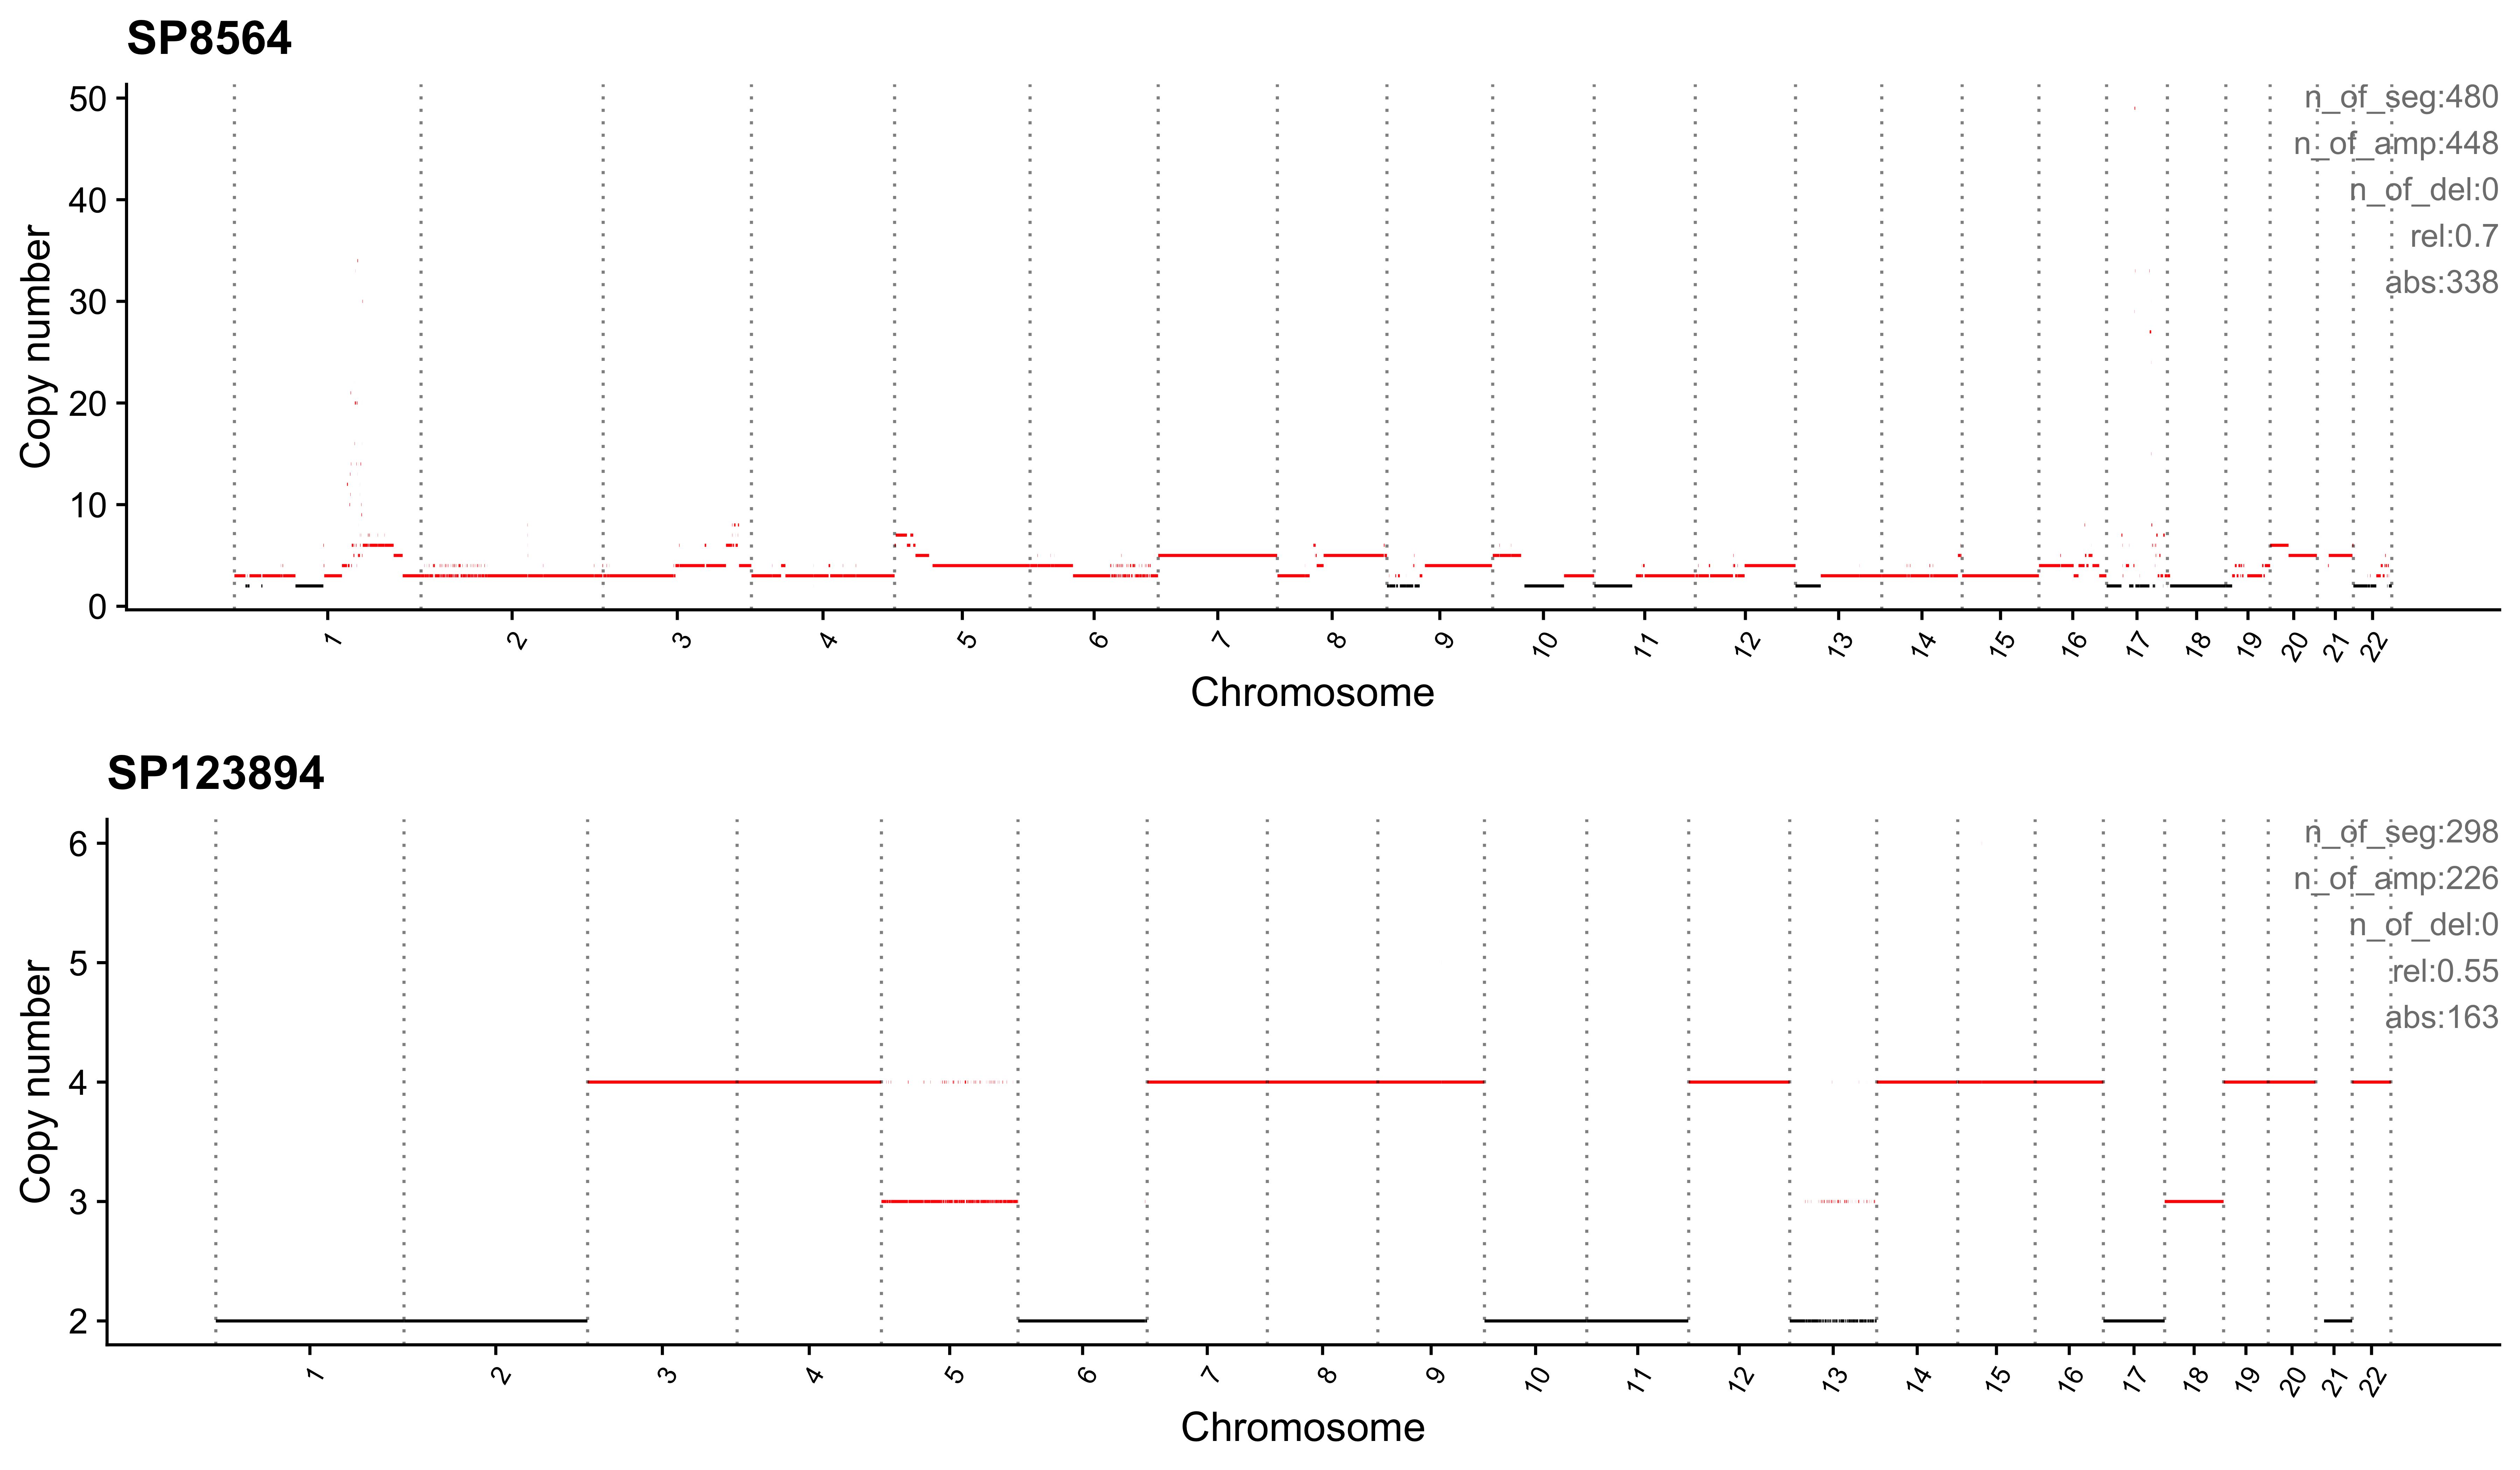 SP8564
50
40
30
20
10
0
Copy number
n_of_seg:480
n_of_amp:448
n_of_del:0
rel:0.7
abs:338
1 2 3 4 5 6 7 8 9 10 11 12 13 14 15 16 17 18 19 20 21 22
Chromosome
SP123894
6
5
4
3
2
Copy number
n_of_seg:298
n_of_amp:226
n_of_del:0
rel:0.55
abs:163
1 2 3 4 5 6 7 8 9 10 11 12 13 14 15 16 17 18 19 20 21 22
Chromosome